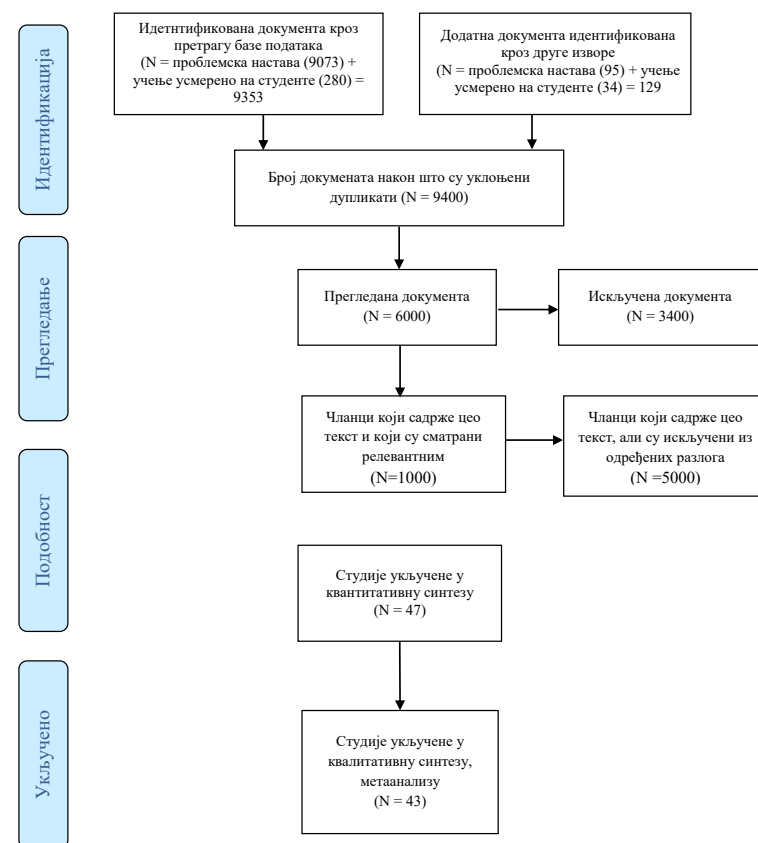 Идентификација
Идетнтификована документа кроз
претрагу базе података
(N = проблемска настава (9073) +
учење усмерено на студенте (280) =
9353
Додатна документа идентификована
кроз друге изворе
(N = проблемска настава (95) + учење
усмерено на студенте (34) = 129
Број докумената након што су уклоњени
дупликати (N = 9400)
Прегледање
Прегледана документа
(N = 6000)
Искључена документа
(N = 3400)
Чланци који садрже цео
текст и који су сматрани
релевантним
(N=1000)
Чланци који садрже цео
текст, али су искључени из
одређених разлога
(N =5000)
Подобност
Студије укључене у
квантитативну синтезу
(N = 47)
Укључено
Студије укључене у
квалитативну синтезу,
метаанализу
(N = 43)